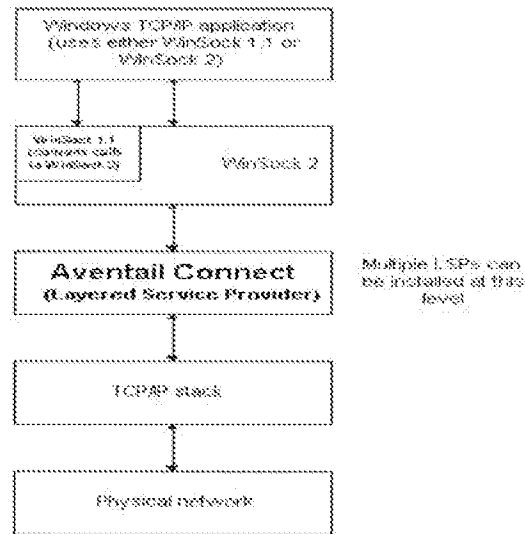 Windows TCP/IP application
(uses either WinSock 1.1 or
WinSock 2)
WinSock 1.1
(converts calls
to WinSock 2)
WinSock 2
Aventail Connect
(Layered Service Provider)
Multiple LSPs can
be installed at this
level
TCP/IP stack
Physical network